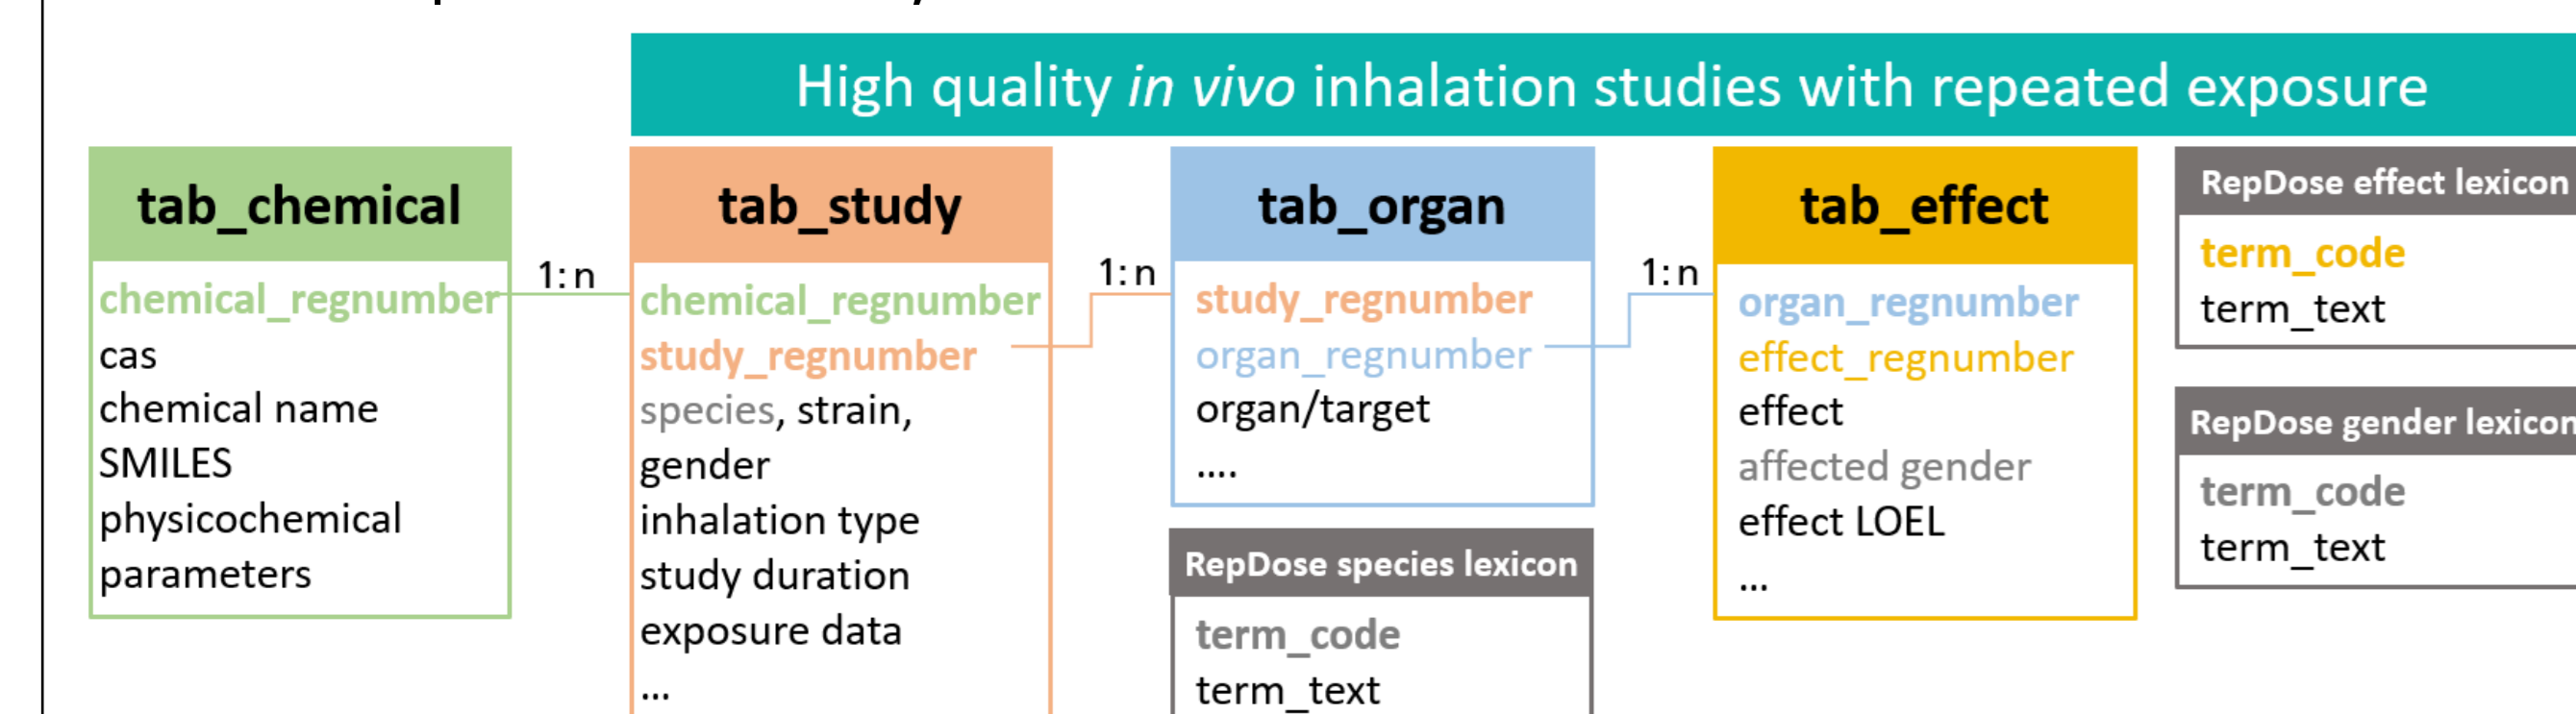 High quality in vivo inhalation studies with repeated exposure
tab_chemical
chemical_regnumber
cas
chemical name
SMILES
physicochemical
parameters
1:n
tab_study
chemical_regnumber
study_regnumber
species, strain,
gender
inhalation type
study duration
exposure data
...
1:n
tab_organ
study_regnumber
organ_regnumber
organ/target
....
RepDose species lexicon
term_code
term_text
1:n
tab_effect
organ_regnumber
effect_regnumber
effect
affected gender
effect LOEL
...
RepDose effect lexicon
term_code
term_text
RepDose gender lexicon
term_code
term_text